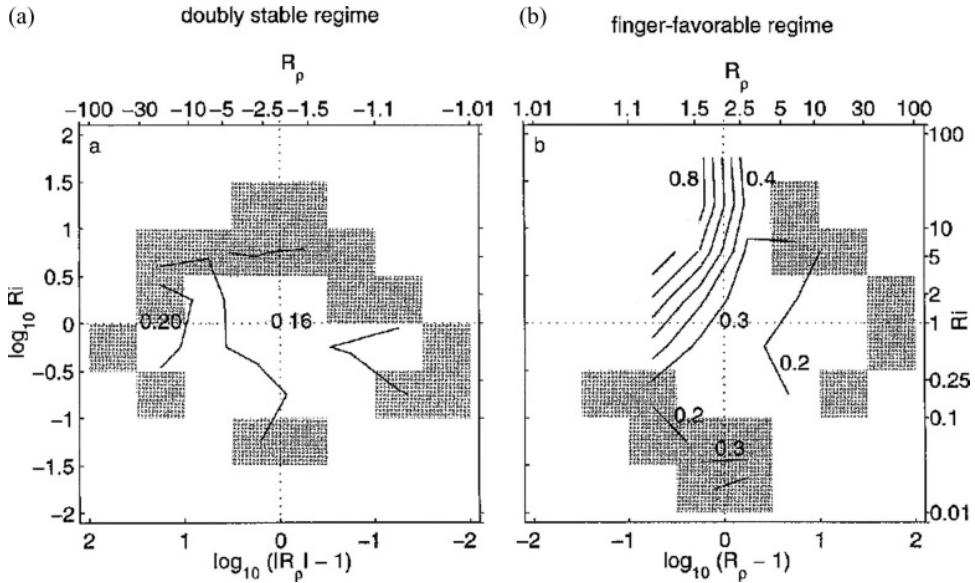 (a)
doubly stable regime
Rρ
−100 −30 −10 −5 −2.5 −1.5 −1.1 −1.01
a
2
1.5
1
0.5
0
−0.5
−1
−1.5
−2
log10 Ri
0.20
0.16
2 1 0 −1 −2
log10 (|Rρ| − 1)
(b)
finger-favorable regime
Rρ
1.01 1.1 1.5 2.5 5 10 30 100
b
0.8
0.4
0.3
0.2
0.2
0.3
100
10
5
2
1
0.25
0.1
0.01
Ri
−2 −1 0 1 2
log10 (Rρ − 1)